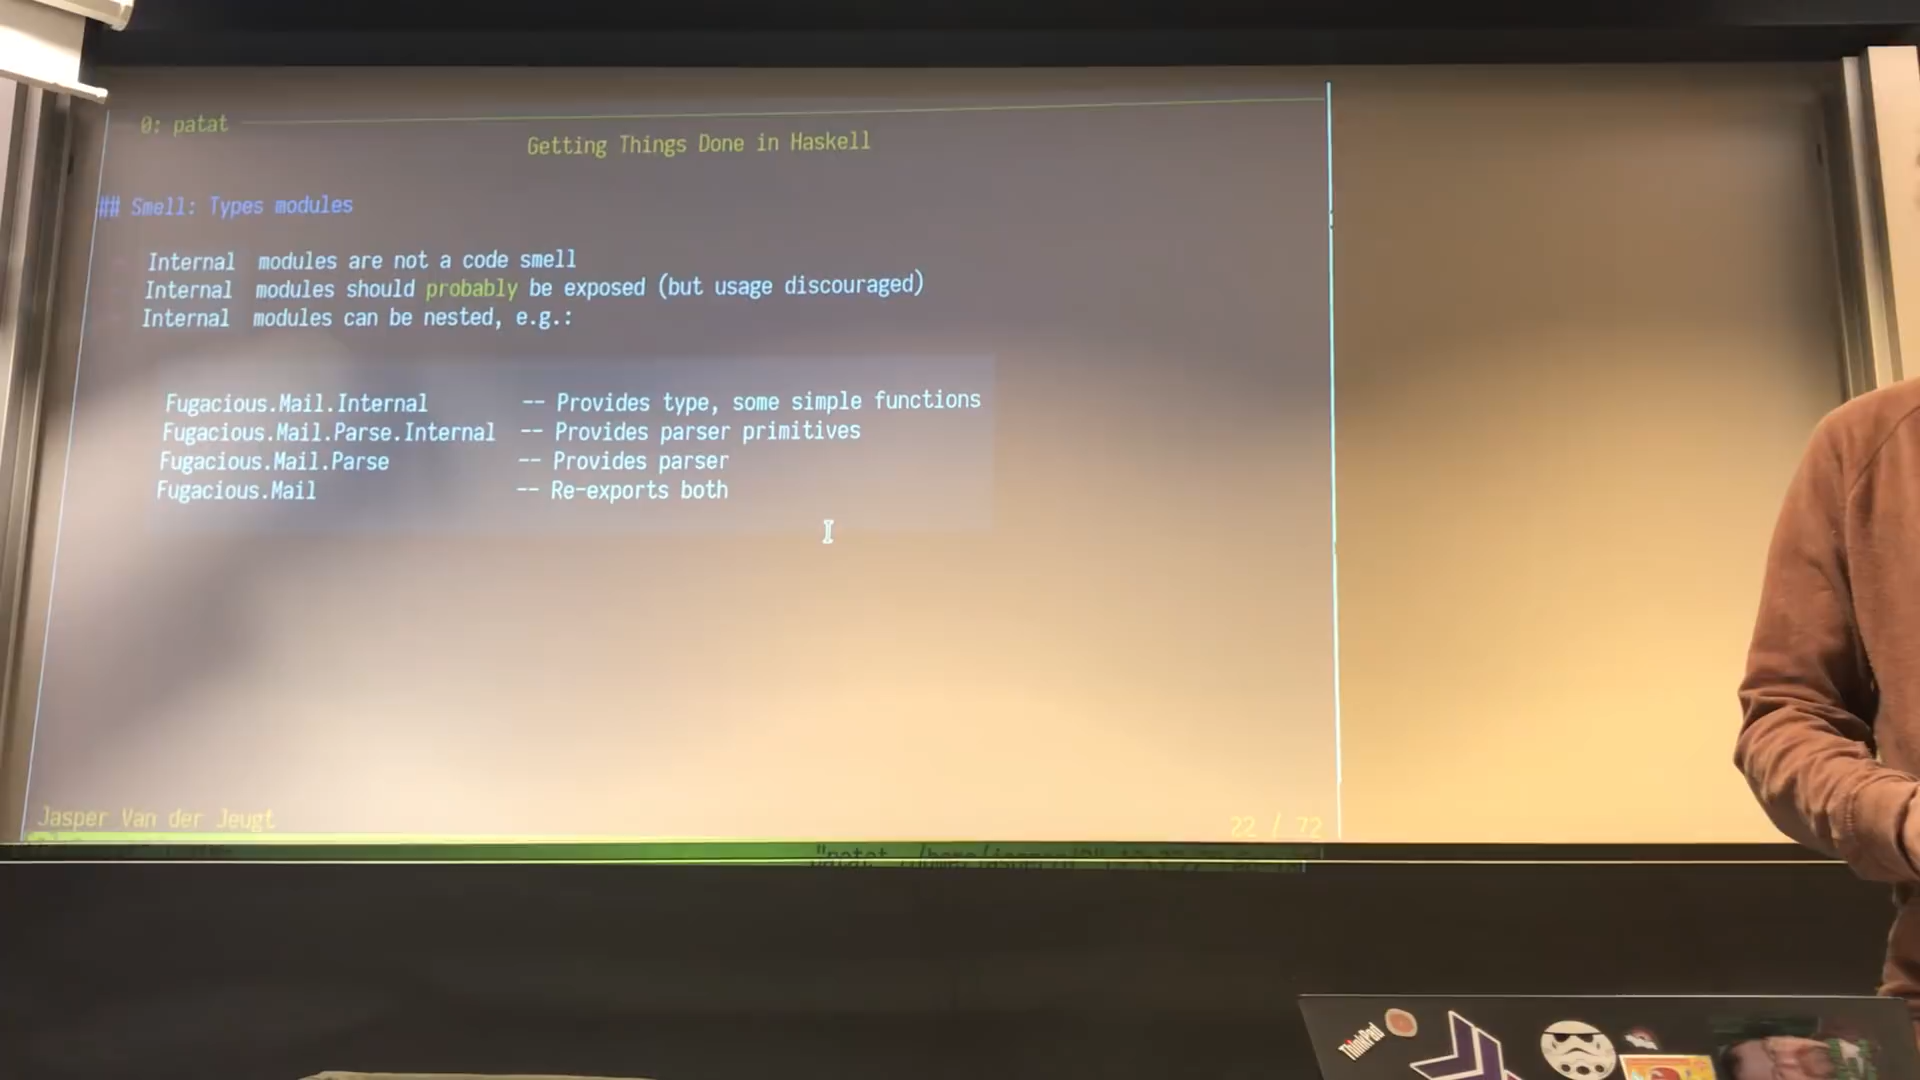 0: patat
Getting Things Done in Haskell
## Smell: Types modules
Internal modules are not a code smell
Internal modules should probably be exposed (but usage discouraged)
Internal modules can be nested, e.g.:
Fugacious.Mail.Internal -- Provides type, some simple functions
Fugacious.Mail.Parse.Internal -- Provides parser primitives
Fugacious.Mail.Parse -- Provides parser
Fugacious.Mail -- Re-exports both
Jasper Van der Jeugt
22 / 72
ThinkPad